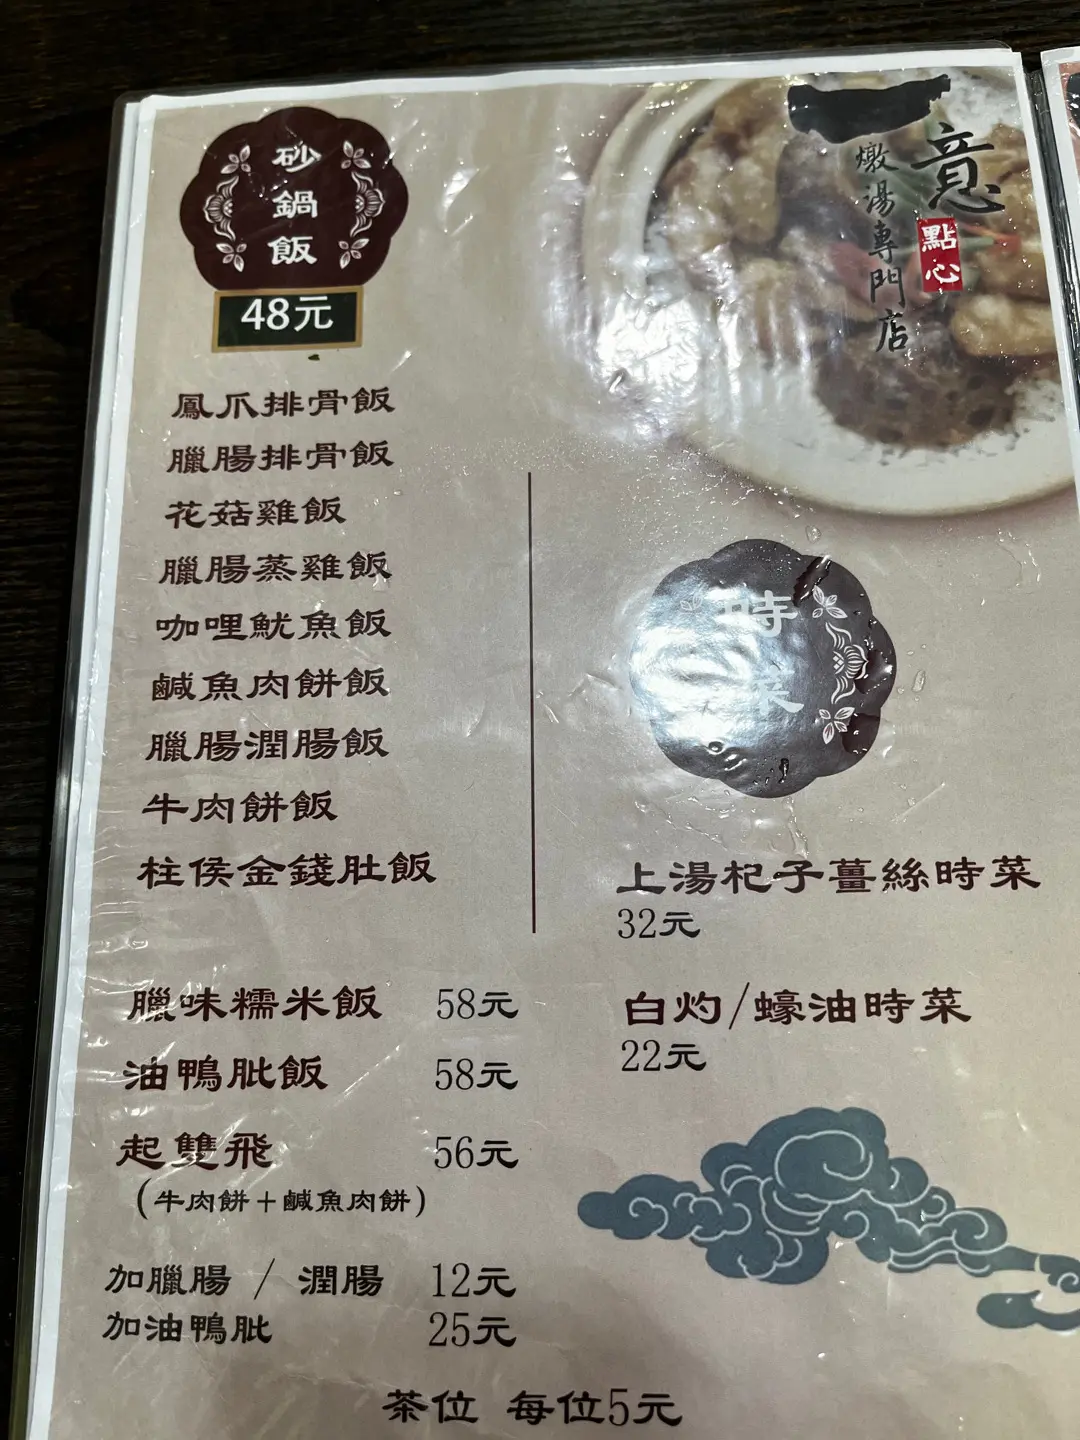 砂鍋飯
48元
鳳爪排骨飯
臘腸排骨飯
花菇雞飯
臘腸蒸雞飯
咖哩魷魚飯
鹹魚肉餅飯
臘腸潤腸飯
牛肉餅飯
柱侯金錢肚飯
臘味糯米飯 58元
油鴨髀飯 58元
起雙飛 56元
(牛肉餅+鹹魚肉餅)
加臘腸 / 潤腸 12元
加油鴨髀 25元
一意
點心
燉湯專門店
時菜
上湯杞子薑絲時菜
32元
白灼/蠔油時菜
22元
茶位 每位5元